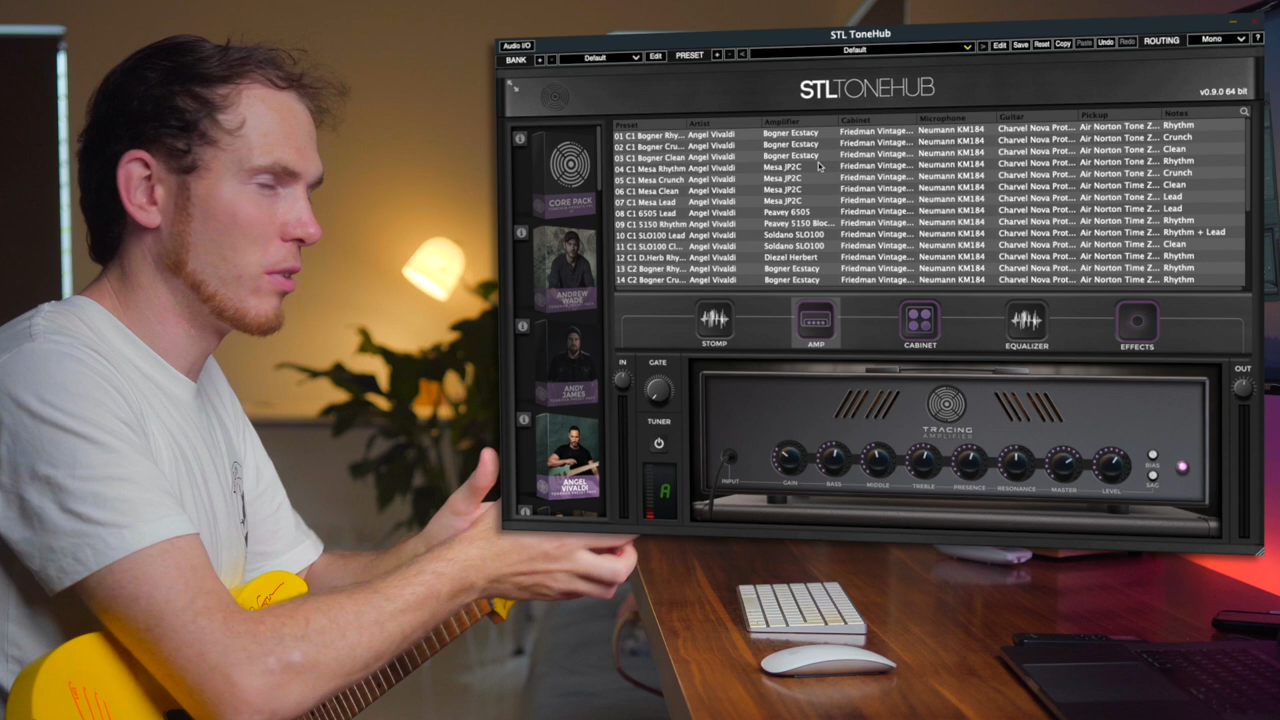 STL ToneHub
Audio I/O
BANK + - Default Edit PRESET + - < Default > Edit Save Reset Copy Paste Undo Redo ROUTING Mono ?
STLTONEHUB
v0.9.0 64 bit
Preset Artist Amplifier Cabinet Microphone Guitar Pickup Notes
01 C1 Bogner Rhy... Angel Vivaldi Bogner Ecstacy Friedman Vintage... Neumann KM184 Charvel Nova Prot... Air Norton Tone Z... Rhythm
02 C1 Bogner Cru... Angel Vivaldi Bogner Ecstacy Friedman Vintage... Neumann KM184 Charvel Nova Prot... Air Norton Tone Z... Crunch
03 C1 Bogner Clean Angel Vivaldi Bogner Ecstacy Friedman Vintage... Neumann KM184 Charvel Nova Prot... Air Norton Tone Z... Clean
04 C1 Mesa Rhythm Angel Vivaldi Mesa JP2C Friedman Vintage... Neumann KM184 Charvel Nova Prot... Air Norton Time Z... Rhythm
05 C1 Mesa Crunch Angel Vivaldi Mesa JP2C Friedman Vintage... Neumann KM184 Charvel Nova Prot... Air Norton Time Z... Crunch
06 C1 Mesa Clean Angel Vivaldi Mesa JP2C Friedman Vintage... Neumann KM184 Charvel Nova Prot... Air Norton Time Z... Clean
07 C1 Mesa Lead Angel Vivaldi Mesa JP2C Friedman Vintage... Neumann KM184 Charvel Nova Prot... Air Norton Time Z... Lead
08 C1 6505 Lead Angel Vivaldi Peavey 6505 Friedman Vintage... Neumann KM184 Charvel Nova Prot... Air Norton Time Z... Lead
09 C1 5150 Rhythm Angel Vivaldi Peavey 5150 Bloc... Friedman Vintage... Neumann KM184 Charvel Nova Prot... Air Norton Time Z... Rhythm
10 C1 SLO100 Lead Angel Vivaldi Soldano SLO100 Friedman Vintage... Neumann KM184 Charvel Nova Prot... Air Norton Time Z... Rhythm + Lead
11 C1 SLO100 Cl... Angel Vivaldi Soldano SLO100 Friedman Vintage... Neumann KM184 Charvel Nova Prot... Air Norton Time Z... Clean
12 C1 D.Herb Rhy... Angel Vivaldi Diezel Herbert Friedman Vintage... Neumann KM184 Charvel Nova Prot... Air Norton Time Z... Rhythm
13 C2 Bogner Rhy... Angel Vivaldi Bogner Ecstacy Friedman Vintage... Neumann KM184 Charvel Nova Prot... Air Norton Time Z... Rhythm
14 C2 Bogner Cru... Angel Vivaldi Bogner Ecstacy Friedman Vintage... Neumann KM184 Charvel Nova Prot... Air Norton Time Z... Rhythm
CORE PACK
ANDREW
WADE
ANDY
JAMES
ANGEL
VIVALDI
STOMP AMP CABINET EQUALIZER EFFECTS
IN GATE OUT
TUNER
A
TRACING
AMPLIFIER
INPUT GAIN BASS MIDDLE TREBLE PRESENCE RESONANCE MASTER LEVEL
BIAS
SAG